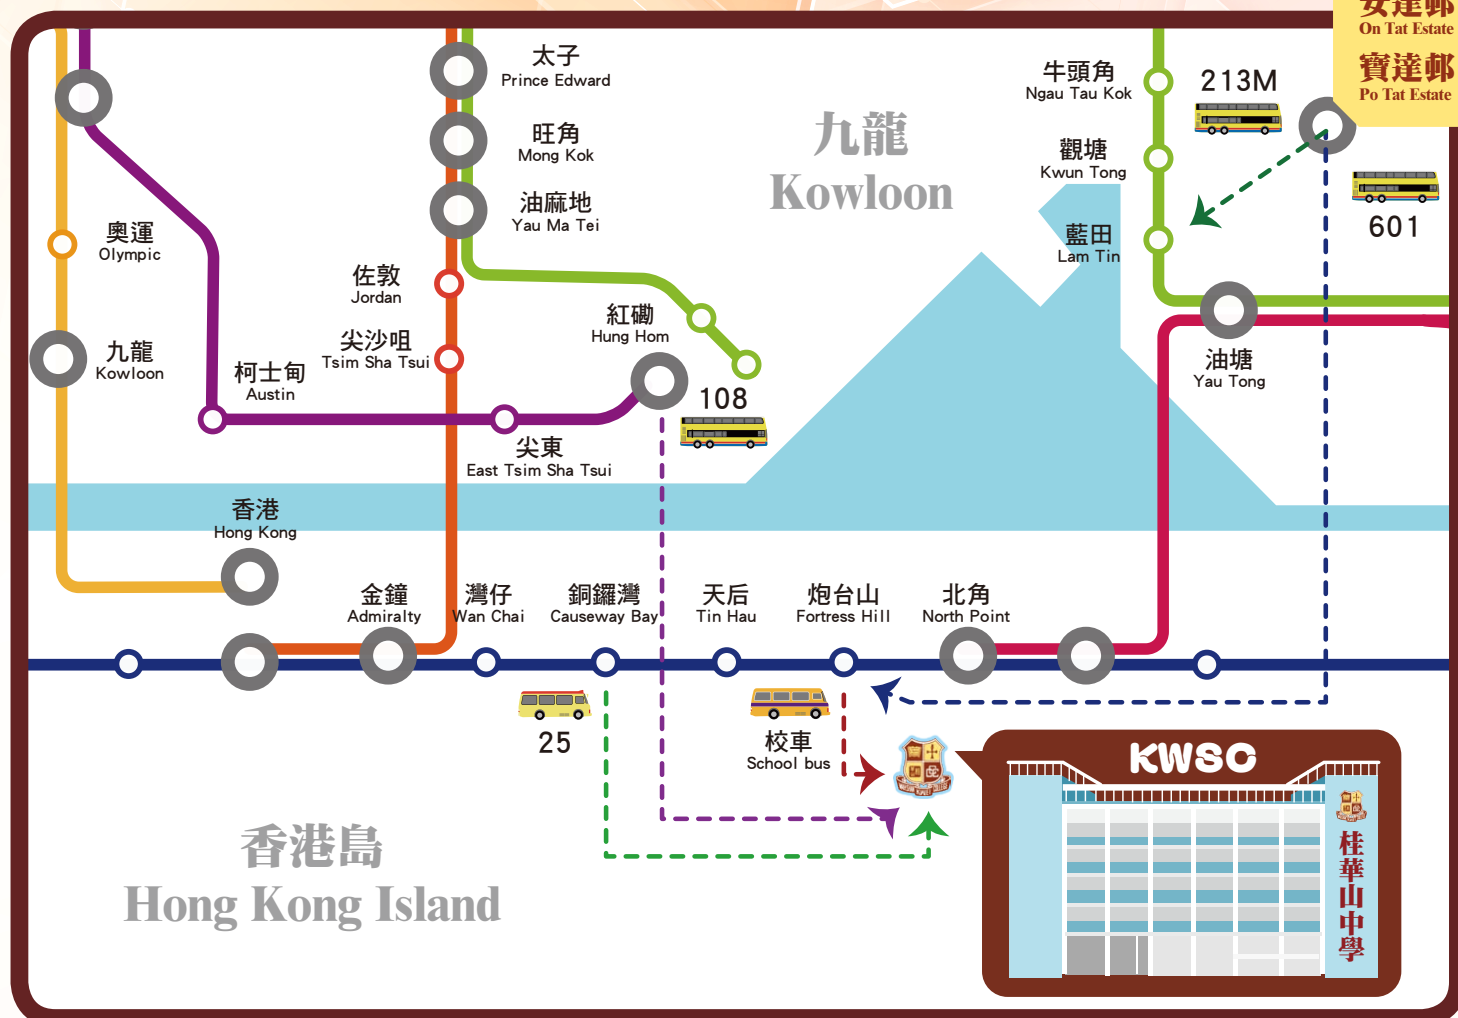 安達邨
On Tat Estate
寶達邨
Po Tat Estate
太子
Prince Edward
牛頭角
Ngau Tau Kok
213M
旺角
Mong Kok
九龍
Kowloon
觀塘
Kwun Tong
601
油麻地
Yau Ma Tei
奧運
Olympic
藍田
Lam Tin
佐敦
Jordan
紅磡
Hung Hom
尖沙咀
Tsim Sha Tsui
九龍
Kowloon
柯士甸
Austin
油塘
Yau Tong
108
尖東
East Tsim Sha Tsui
香港
Hong Kong
金鐘
Admiralty
灣仔
Wan Chai
銅鑼灣
Causeway Bay
天后
Tin Hau
炮台山
Fortress Hill
北角
North Point
25
校車
School bus
KWSC
桂華山中學
香港島
Hong Kong Island